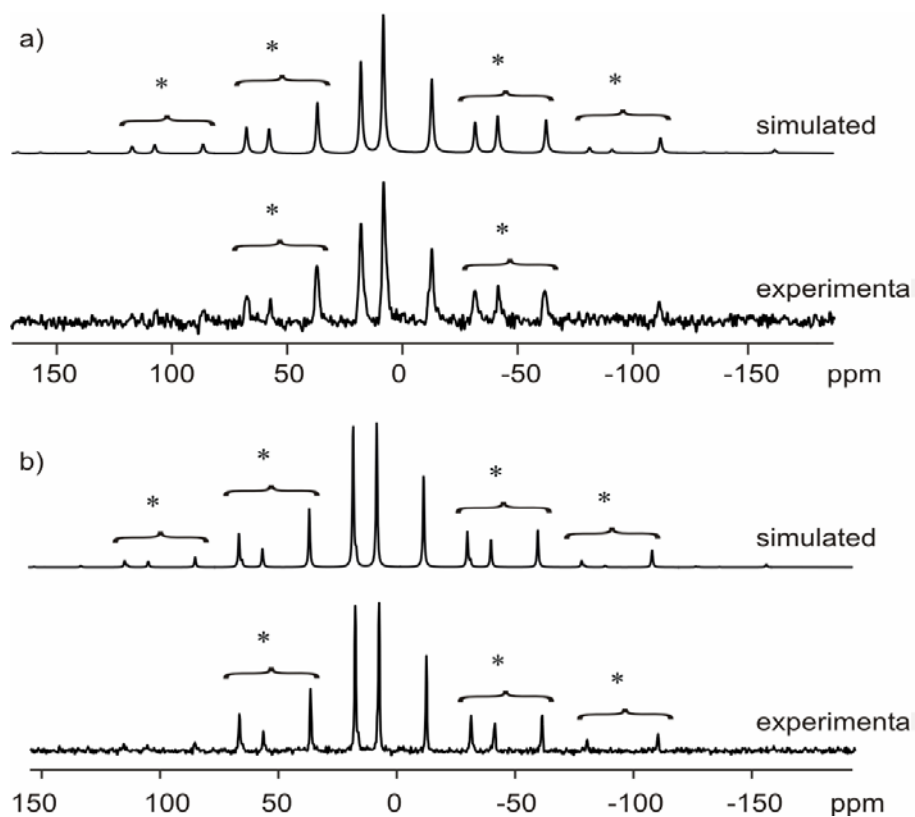 a)
* * * *
simulated
* *
experimental
150 100 50 0 -50 -100 -150 ppm
b)
* * * *
simulated
* * *
experimental
150 100 50 0 -50 -100 -150 ppm